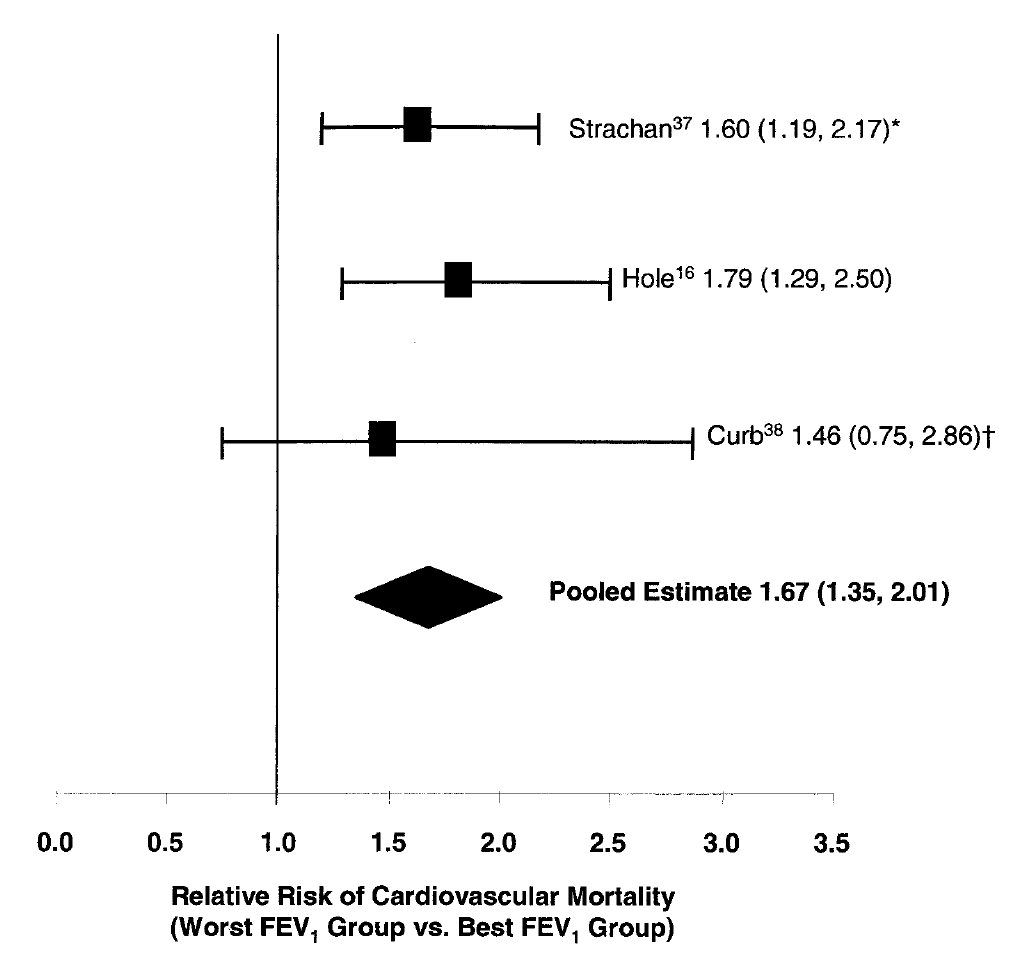 Strachan³⁷ 1.60 (1.19, 2.17)*
Hole¹⁶ 1.79 (1.29, 2.50)
Curb³⁸ 1.46 (0.75, 2.86)†
Pooled Estimate 1.67 (1.35, 2.01)
0.0 0.5 1.0 1.5 2.0 2.5 3.0 3.5
Relative Risk of Cardiovascular Mortality
(Worst FEV₁ Group vs. Best FEV₁ Group)